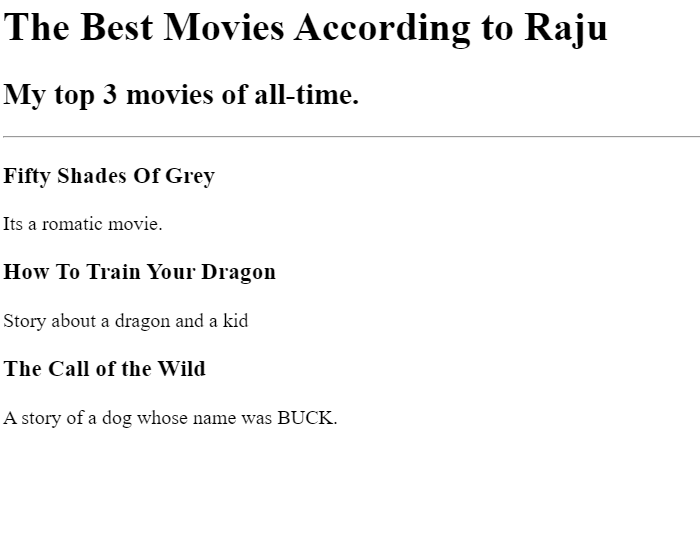 The Best Movies According to Raju
My top 3 movies of all-time.
Fifty Shades Of Grey
Its a romatic movie.
How To Train Your Dragon
Story about a dragon and a kid
The Call of the Wild
A story of a dog whose name was BUCK.